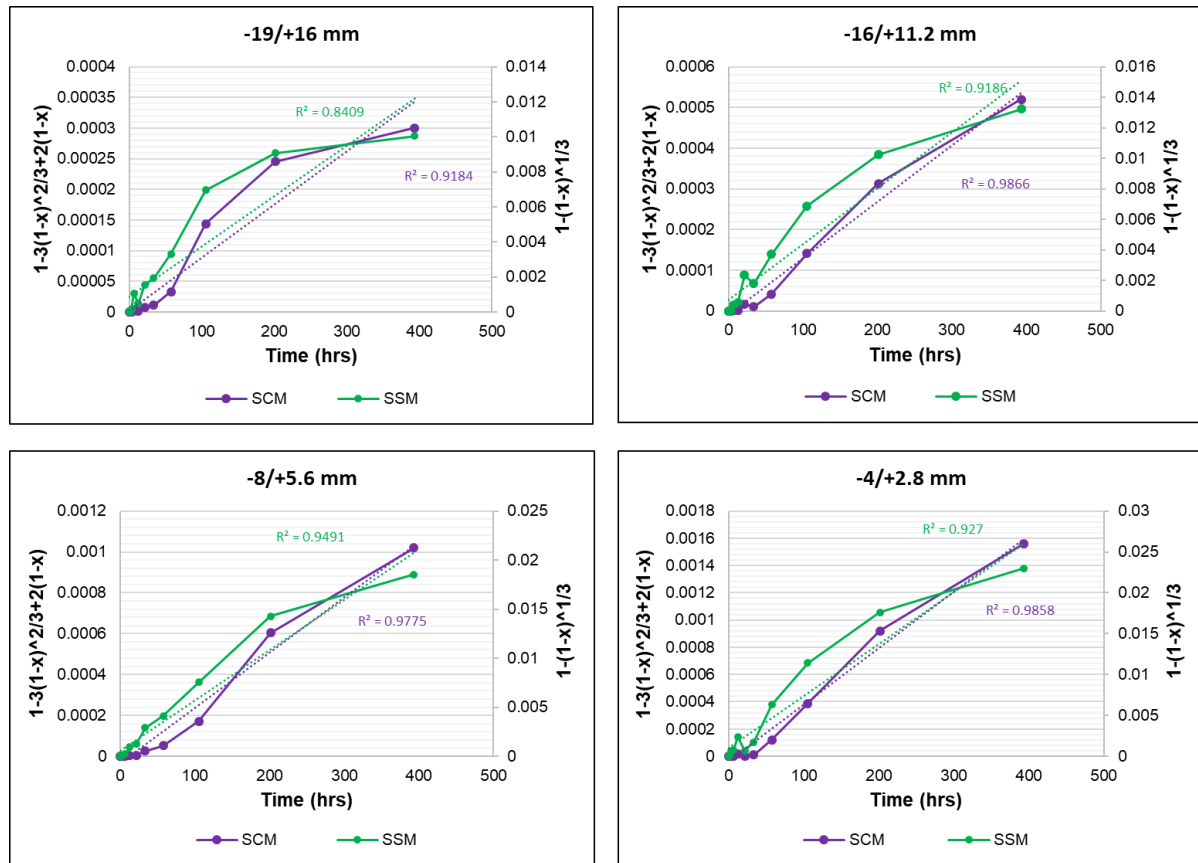 -19/+16 mm
1-3(1-x)^2/3+2(1-x)
0.0004
0.00035
0.0003
0.00025
0.0002
0.00015
0.0001
0.00005
0
R² = 0.8409
R² = 0.9184
0.014
0.012
0.01
0.008
0.006
0.004
0.002
0
1-(1-x)^1/3
0 100 200 300 400 500
Time (hrs)
SCM SSM
-16/+11.2 mm
1-3(1-x)^2/3+2(1-x)
0.0006
0.0005
0.0004
0.0003
0.0002
0.0001
0
R² = 0.9186
R² = 0.9866
0.016
0.014
0.012
0.01
0.008
0.006
0.004
0.002
0
1-(1-x)^1/3
0 100 200 300 400 500
Time (hrs)
SCM SSM
-8/+5.6 mm
1-3(1-x)^2/3+2(1-x)
0.0012
0.001
0.0008
0.0006
0.0004
0.0002
0
R² = 0.9491
R² = 0.9775
0.025
0.02
0.015
0.01
0.005
0
1-(1-x)^1/3
0 100 200 300 400 500
Time (hrs)
SCM SSM
-4/+2.8 mm
1-3(1-x)^2/3+2(1-x)
0.0018
0.0016
0.0014
0.0012
0.001
0.0008
0.0006
0.0004
0.0002
0
R² = 0.927
R² = 0.9858
0.03
0.025
0.02
0.015
0.01
0.005
0
1-(1-x)^1/3
0 100 200 300 400 500
Time (hrs)
SCM SSM